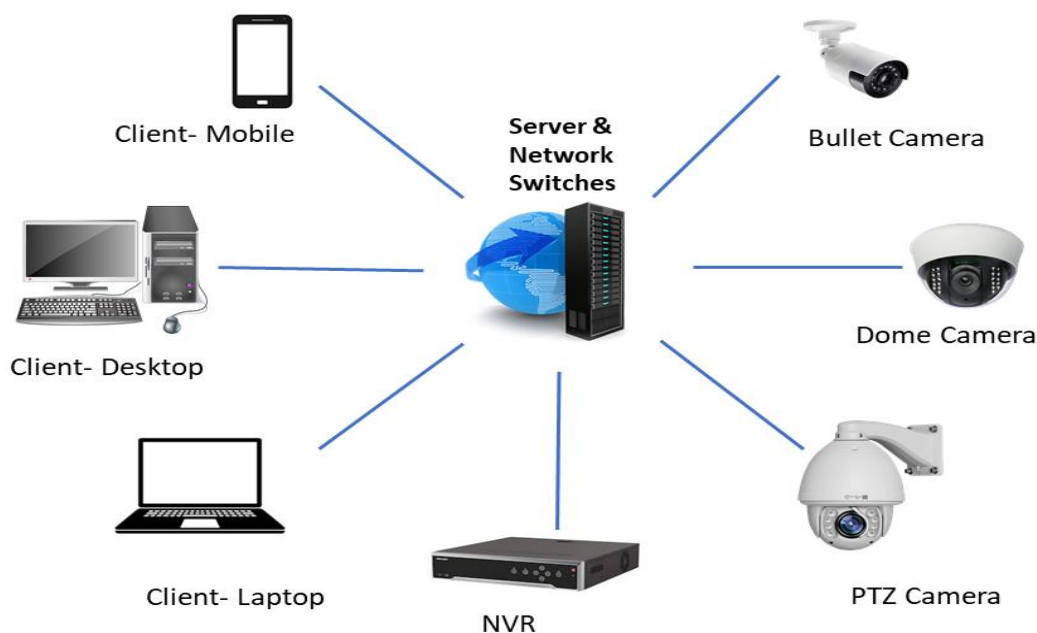 Client- Mobile
Server &
Network
Switches
Bullet Camera
Client- Desktop
Dome Camera
Client- Laptop
NVR
PTZ Camera